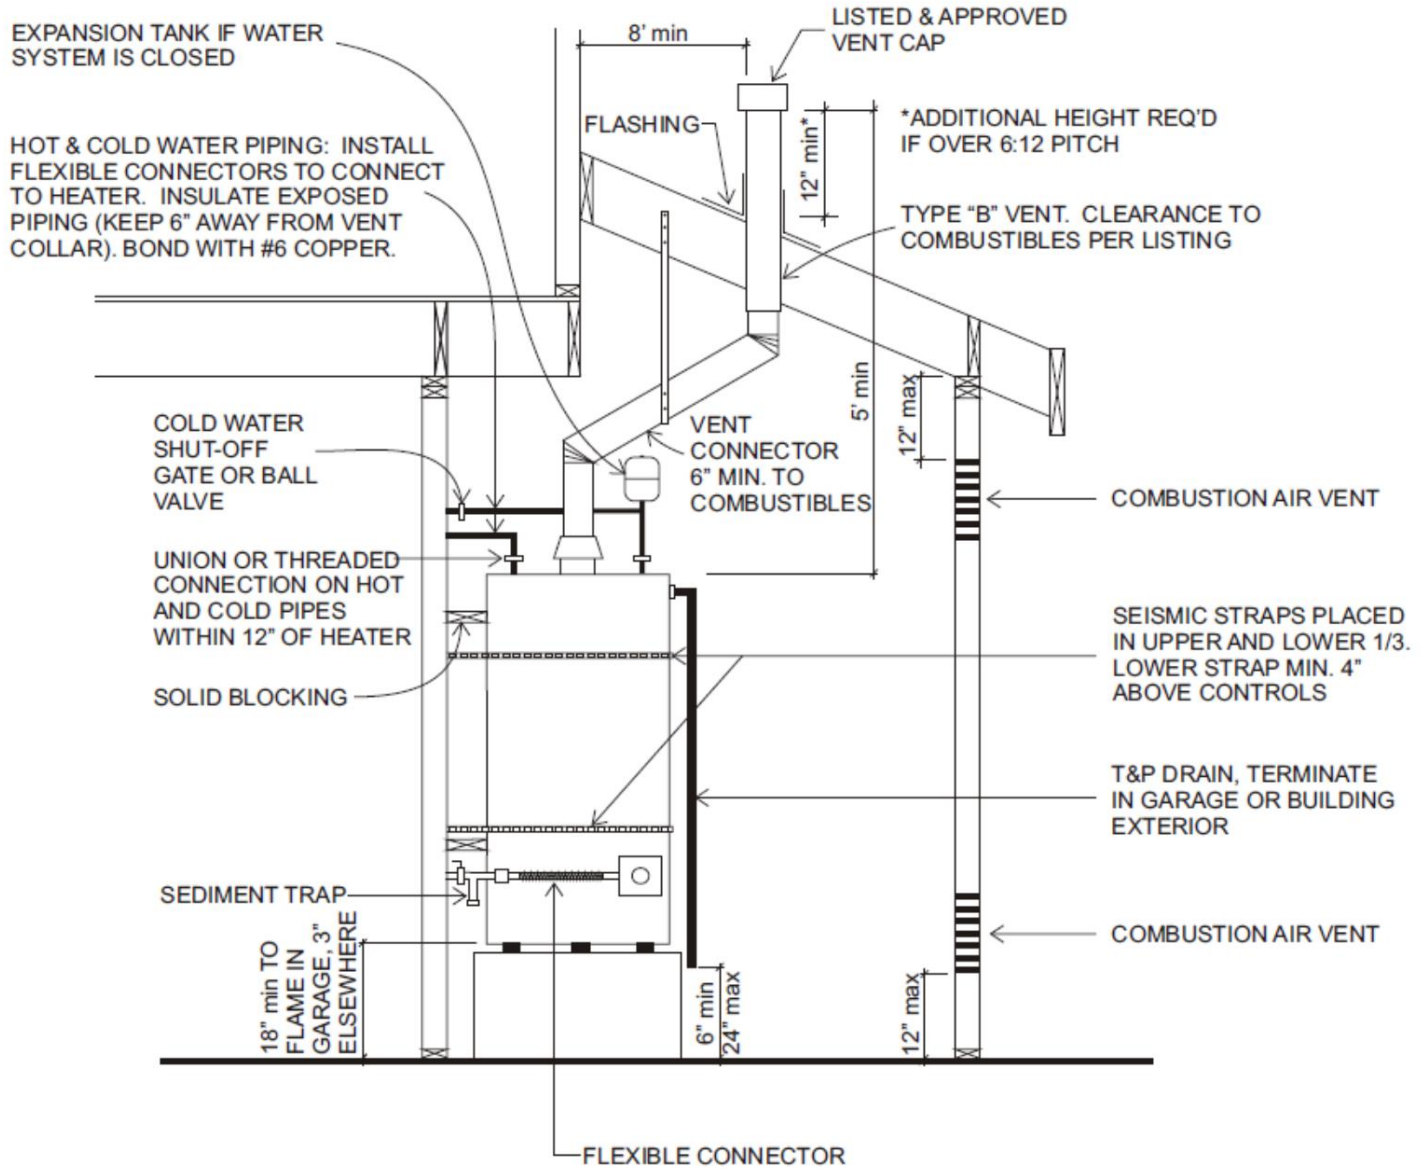 EXPANSION TANK IF WATER
SYSTEM IS CLOSED
8' min
LISTED & APPROVED
VENT CAP
HOT & COLD WATER PIPING: INSTALL
FLEXIBLE CONNECTORS TO CONNECT
TO HEATER. INSULATE EXPOSED
PIPING (KEEP 6” AWAY FROM VENT
COLLAR). BOND WITH #6 COPPER.
FLASHING
12” min*
*ADDITIONAL HEIGHT REQ'D
IF OVER 6:12 PITCH
TYPE “B” VENT. CLEARANCE TO
COMBUSTIBLES PER LISTING
5' min
12” max
COLD WATER
SHUT-OFF
GATE OR BALL
VALVE
VENT
CONNECTOR
6” MIN. TO
COMBUSTIBLES
COMBUSTION AIR VENT
UNION OR THREADED
CONNECTION ON HOT
AND COLD PIPES
WITHIN 12” OF HEATER
SOLID BLOCKING
SEISMIC STRAPS PLACED
IN UPPER AND LOWER 1/3.
LOWER STRAP MIN. 4”
ABOVE CONTROLS
T&P DRAIN, TERMINATE
IN GARAGE OR BUILDING
EXTERIOR
SEDIMENT TRAP
COMBUSTION AIR VENT
18” min TO
FLAME IN
GARAGE, 3”
ELSEWHERE
6” min
24” max
12” max
FLEXIBLE CONNECTOR